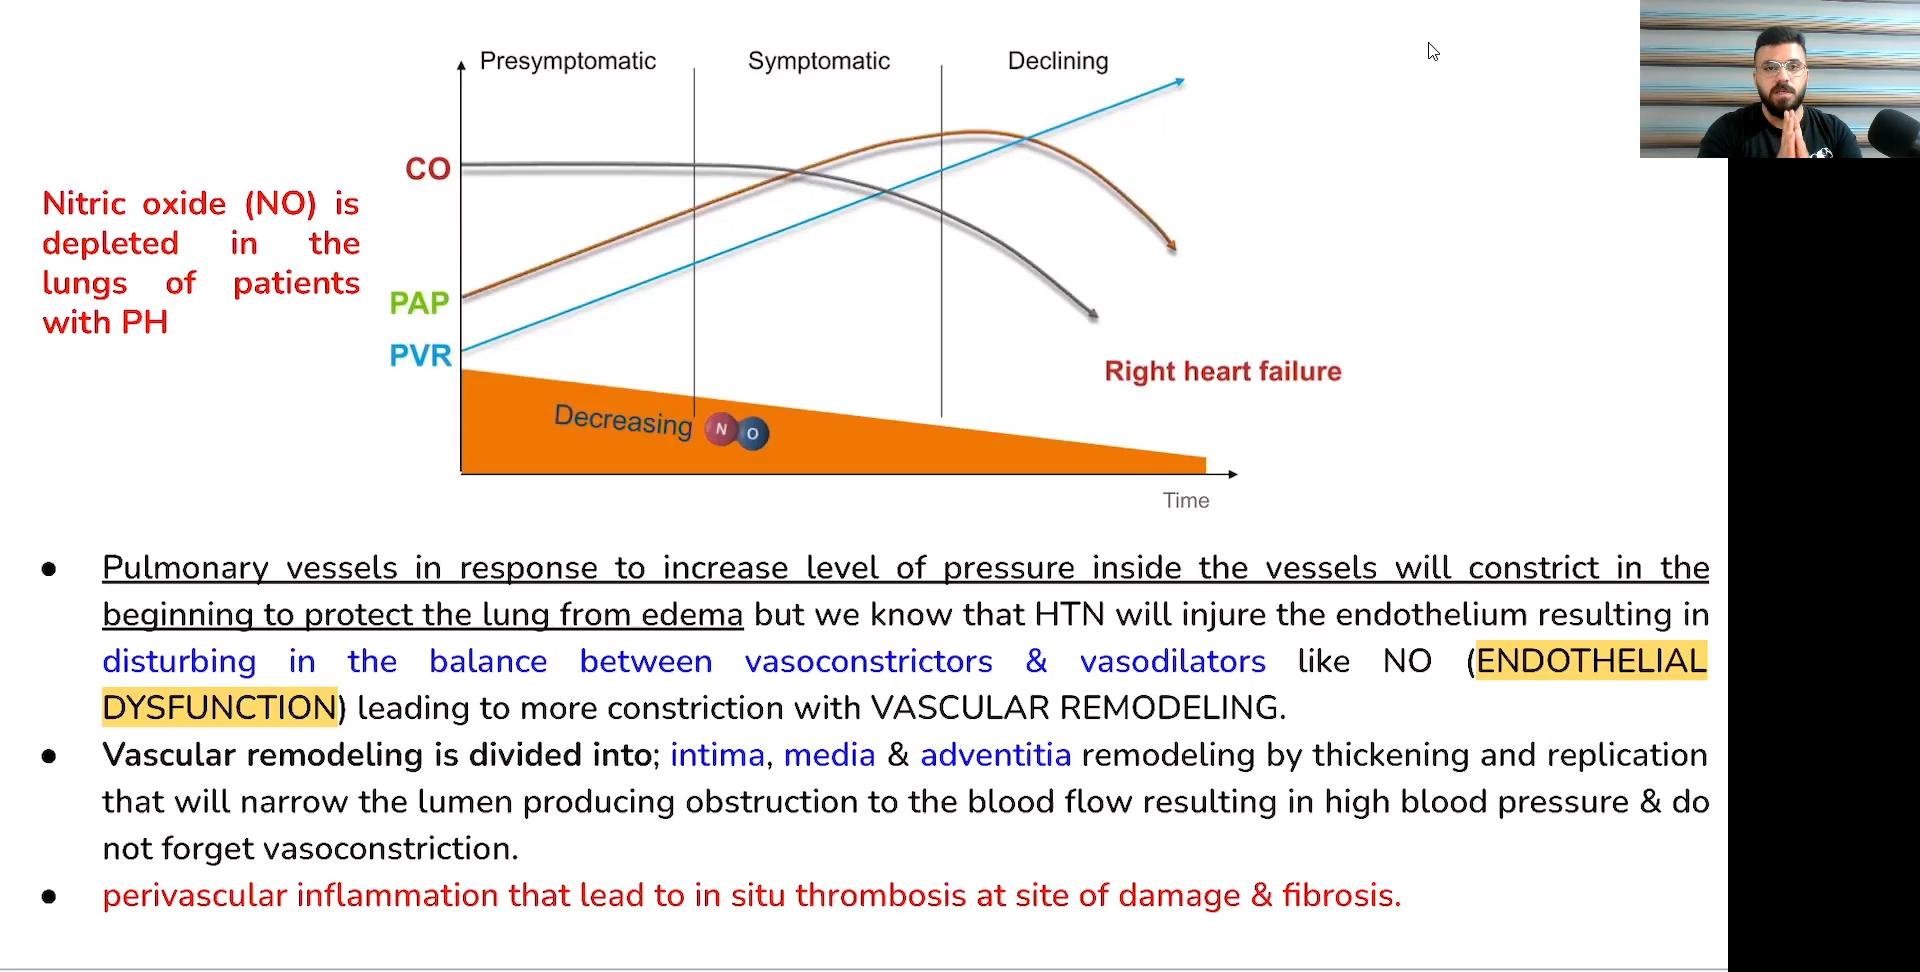 Presymptomatic
Symptomatic
Declining
CO
Nitric oxide (NO) is
depleted in the
lungs of patients
with PH
PAP
PVR
Right heart failure
Decreasing N O
Time
Pulmonary vessels in response to increase level of pressure inside the vessels will constrict in the
beginning to protect the lung from edema but we know that HTN will injure the endothelium resulting in
disturbing in the balance between vasoconstrictors & vasodilators like NO (ENDOTHELIAL
DYSFUNCTION) leading to more constriction with VASCULAR REMODELING.
Vascular remodeling is divided into; intima, media & adventitia remodeling by thickening and replication
that will narrow the lumen producing obstruction to the blood flow resulting in high blood pressure & do
not forget vasoconstriction.
perivascular inflammation that lead to in situ thrombosis at site of damage & fibrosis.